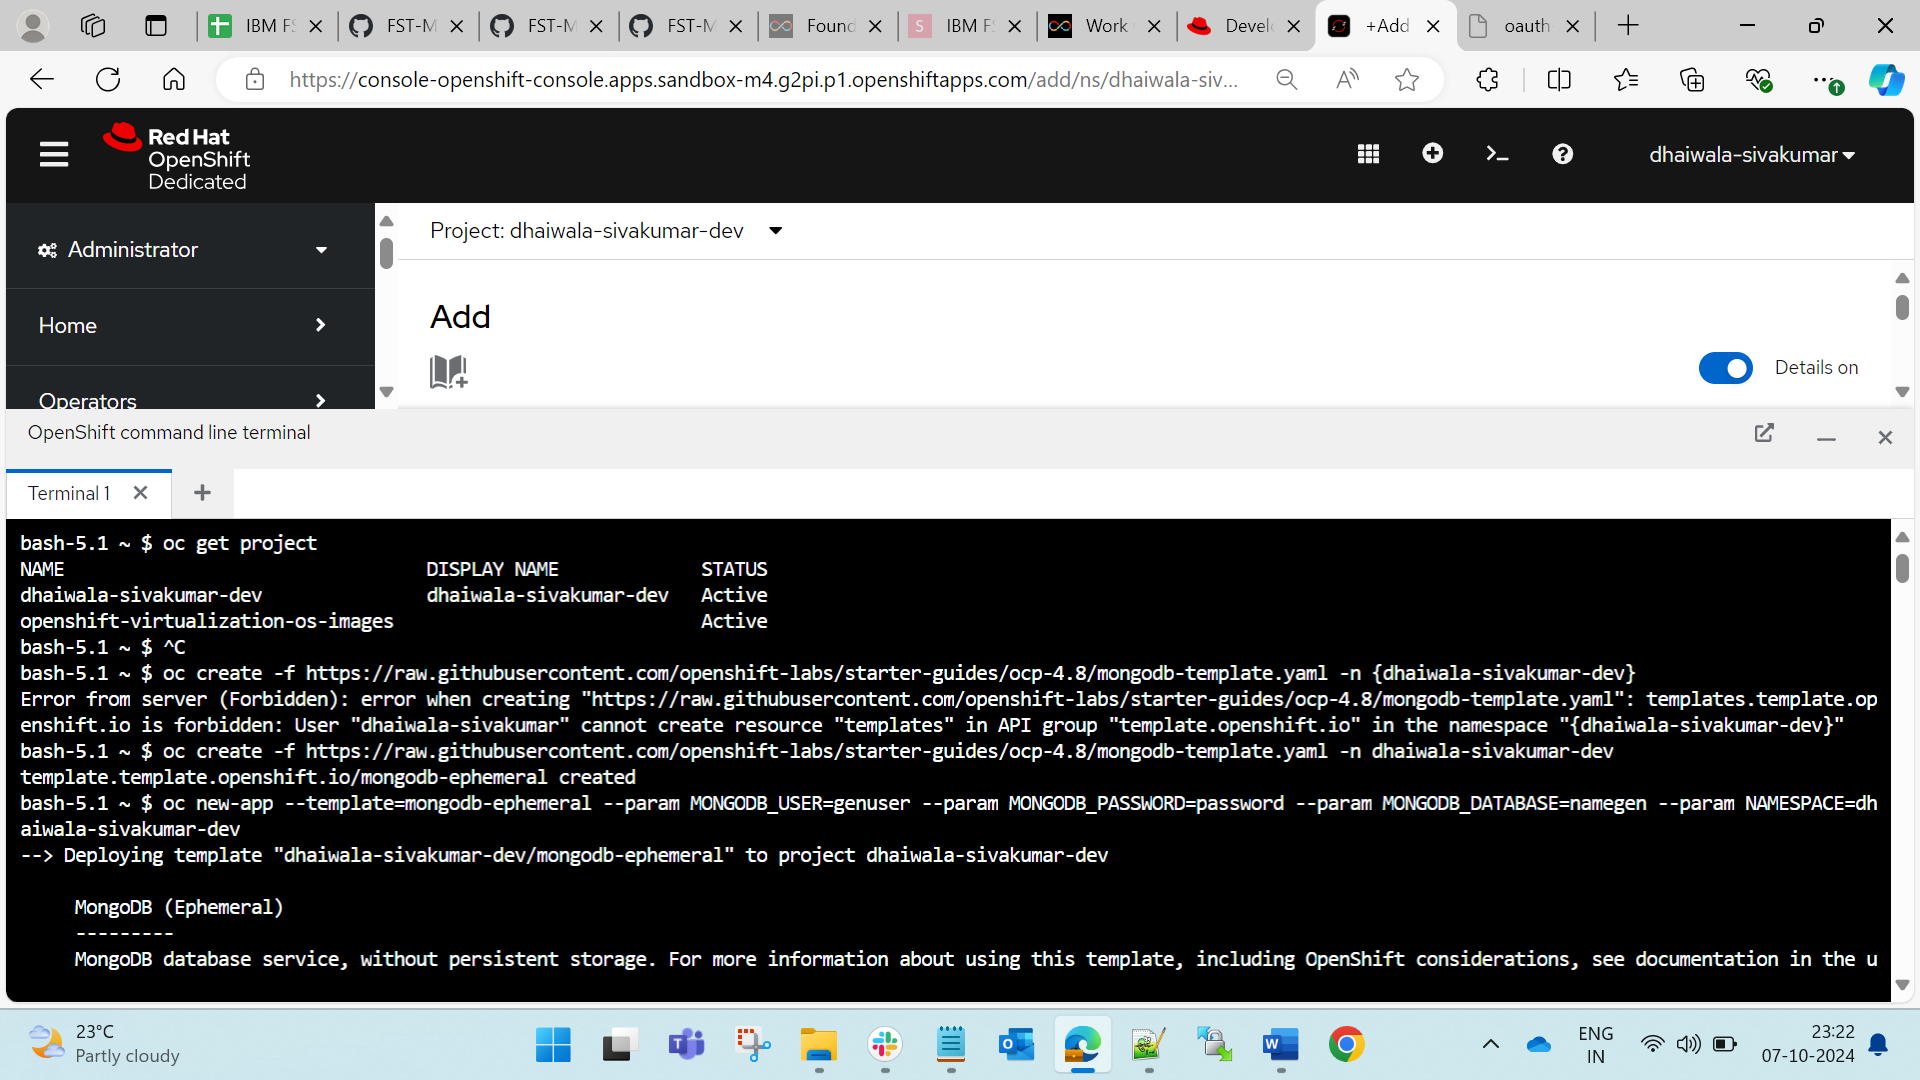 IBM FS
FST-M
FST-M
FST-M
Found
S
IBM FS
Work
Develo
+Add
oauth
https://console-openshift-console.apps.sandbox-m4.g2pi.p1.openshiftapps.com/add/ns/dhaiwala-siv...
Red Hat
OpenShift
Dedicated
dhaiwala-sivakumar
Administrator
Project: dhaiwala-sivakumar-dev
Home
Add
Details on
Operators
OpenShift command line terminal
Terminal 1
bash-5.1 ~ $ oc get project
NAME DISPLAY NAME STATUS
dhaiwala-sivakumar-dev dhaiwala-sivakumar-dev Active
openshift-virtualization-os-images Active
bash-5.1 ~ $ ^C
bash-5.1 ~ $ oc create -f https://raw.githubusercontent.com/openshift-labs/starter-guides/ocp-4.8/mongodb-template.yaml -n {dhaiwala-sivakumar-dev}
Error from server (Forbidden): error when creating "https://raw.githubusercontent.com/openshift-labs/starter-guides/ocp-4.8/mongodb-template.yaml": templates.template.op
enshift.io is forbidden: User "dhaiwala-sivakumar" cannot create resource "templates" in API group "template.openshift.io" in the namespace "{dhaiwala-sivakumar-dev}"
bash-5.1 ~ $ oc create -f https://raw.githubusercontent.com/openshift-labs/starter-guides/ocp-4.8/mongodb-template.yaml -n dhaiwala-sivakumar-dev
template.template.openshift.io/mongodb-ephemeral created
bash-5.1 ~ $ oc new-app --template=mongodb-ephemeral --param MONGODB_USER=genuser --param MONGODB_PASSWORD=password --param MONGODB_DATABASE=namegen --param NAMESPACE=dh
aiwala-sivakumar-dev
--> Deploying template "dhaiwala-sivakumar-dev/mongodb-ephemeral" to project dhaiwala-sivakumar-dev
MongoDB (Ephemeral)
---------
MongoDB database service, without persistent storage. For more information about using this template, including OpenShift considerations, see documentation in the u
23°C
Partly cloudy
ENG
IN
23:22
07-10-2024